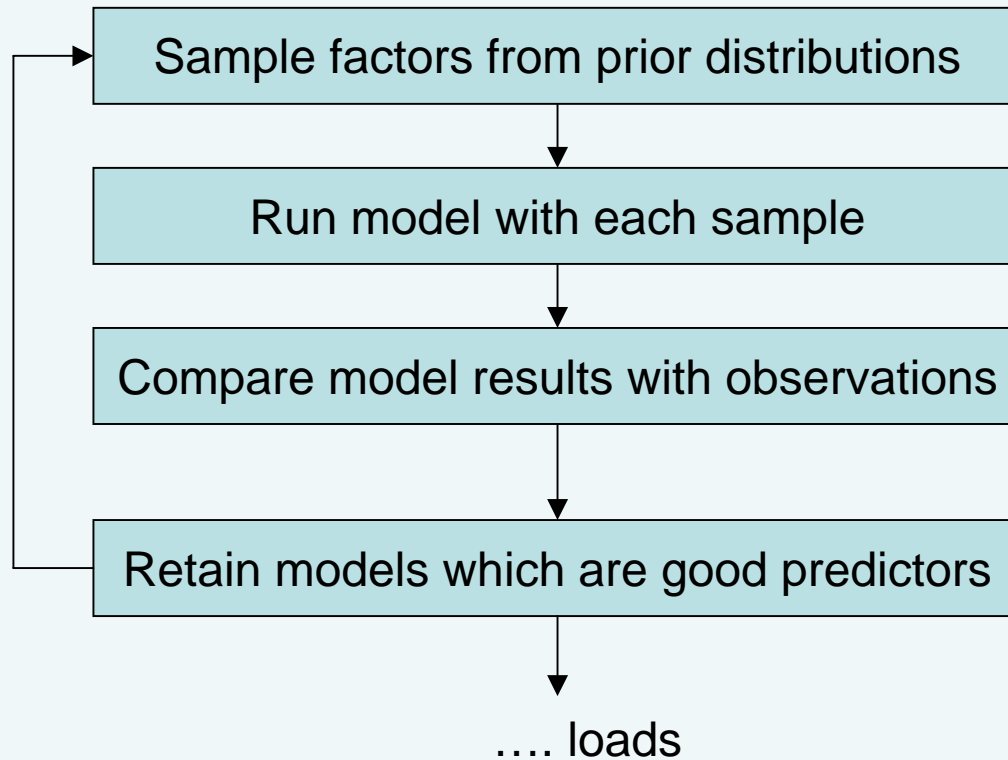 Sample factors from prior distributions
Run model with each sample
Compare model results with observations
Retain models which are good predictors
.... loads